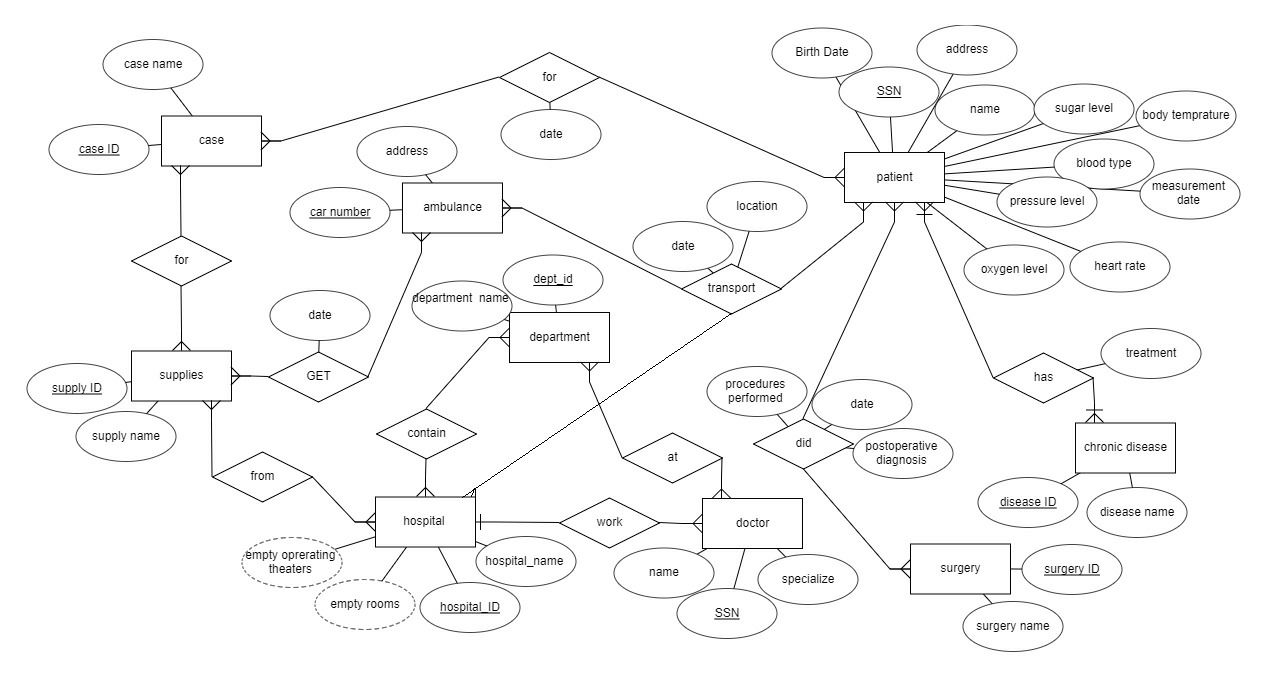 Birth Date
address
case name
for
SSN
name
sugar level
body temprature
date
case
case ID
address
blood type
patient
measurement
date
pressure level
ambulance
car number
location
date
for
oxygen level
heart rate
dept_id
transport
department name
date
department
treatment
GET
supplies
has
supply ID
procedures
performed
date
supply name
contain
did
postoperative
diagnosis
chronic disease
at
from
disease ID
disease name
hospital
work
doctor
empty oprerating
theaters
hospital_name
name
specialize
surgery
surgery ID
empty rooms
hospital_ID
SSN
surgery name